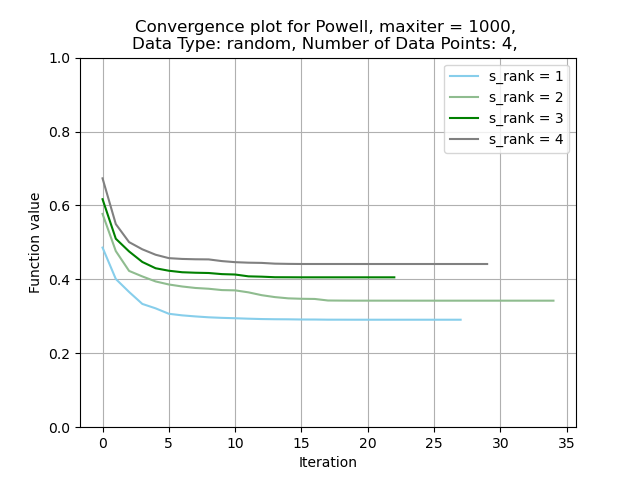 Convergence plot for Powell, maxiter = 1000,
Data Type: random, Number of Data Points: 4,
s_rank = 1
s_rank = 2
s_rank = 3
s_rank = 4
Function value
1.0
0.8
0.6
0.4
0.2
0.0
0 5 10 15 20 25 30 35
Iteration